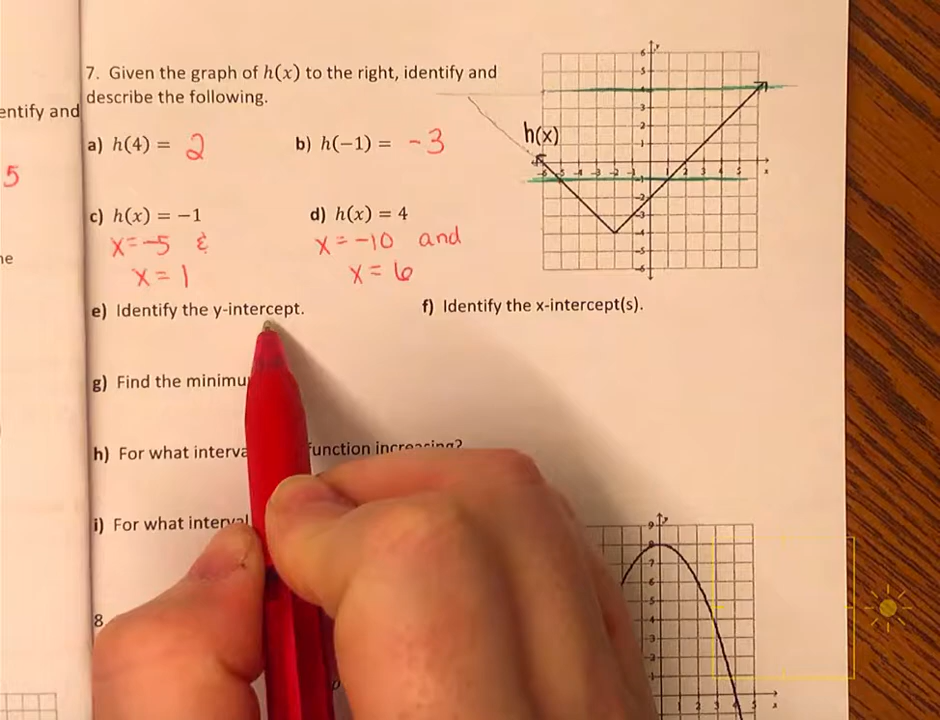 7. Given the graph of h(x) to the right, identify and
describe the following.
entify and
a) h(4) = 2
b) h(−1) = -3
5
h(x)
c) h(x) = −1
d) h(x) = 4
x = -5 &
x = -10 and
x = 1
x = 6
e) Identify the y-intercept.
f) Identify the x-intercept(s).
g) Find the minimu
h) For what interva
function increasing?
i) For what interval
8